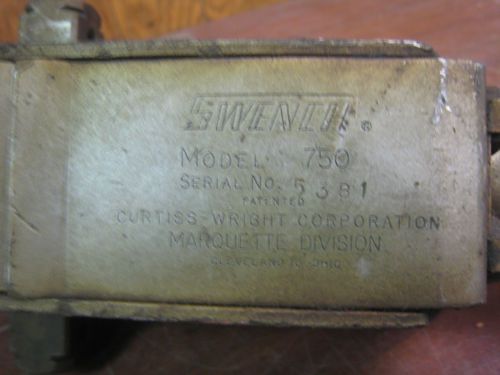 SWENCH ®
MODEL 750
SERIAL NO. 5381
PATENTED
CURTISS-WRIGHT CORPORATION
MARQUETTE DIVISION
CLEVELAND 10, OHIO